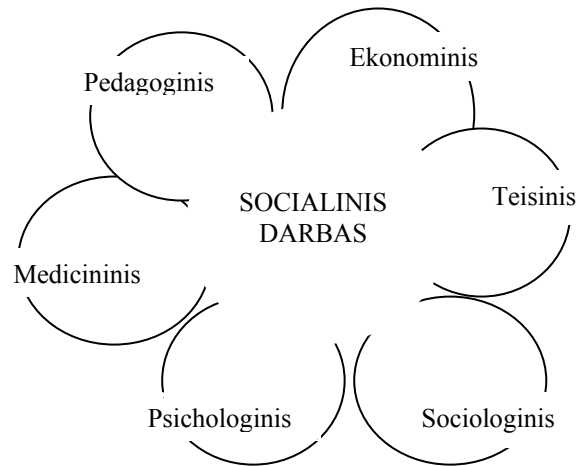 Ekonominis
Pedagoginis
SOCIALINIS
DARBAS
Teisinis
Medicininis
Psichologinis
Sociologinis